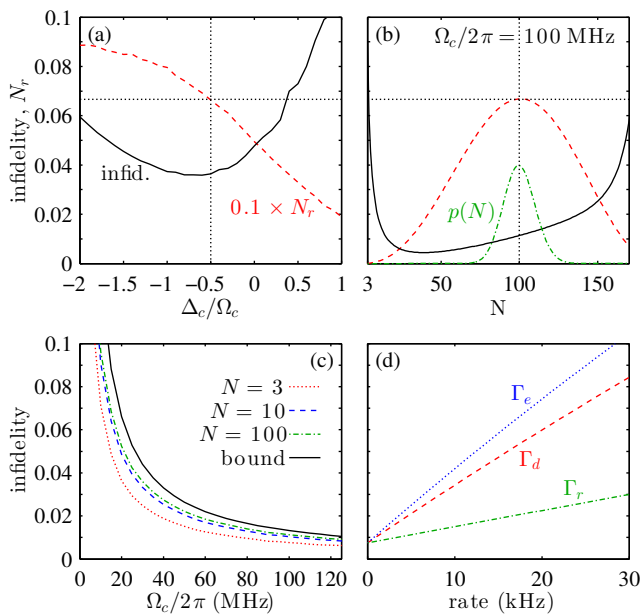 (a)
infidelity, N_r
0.1
0.08
0.06
0.04
0.02
0
infid.
0.1 × N_r
−2
−1.5
−1
−0.5
0
0.5
1
Δ_c/Ω_c
(b)
Ω_c/2π = 100 MHz
p(N)
3
50
100
150
N
(c)
infidelity
0.1
0.08
0.06
0.04
0.02
0
N = 3
N = 10
N = 100
bound
0
20
40
60
80
100
120
Ω_c/2π (MHz)
(d)
Γ_e
Γ_d
Γ_r
0
10
20
30
rate (kHz)